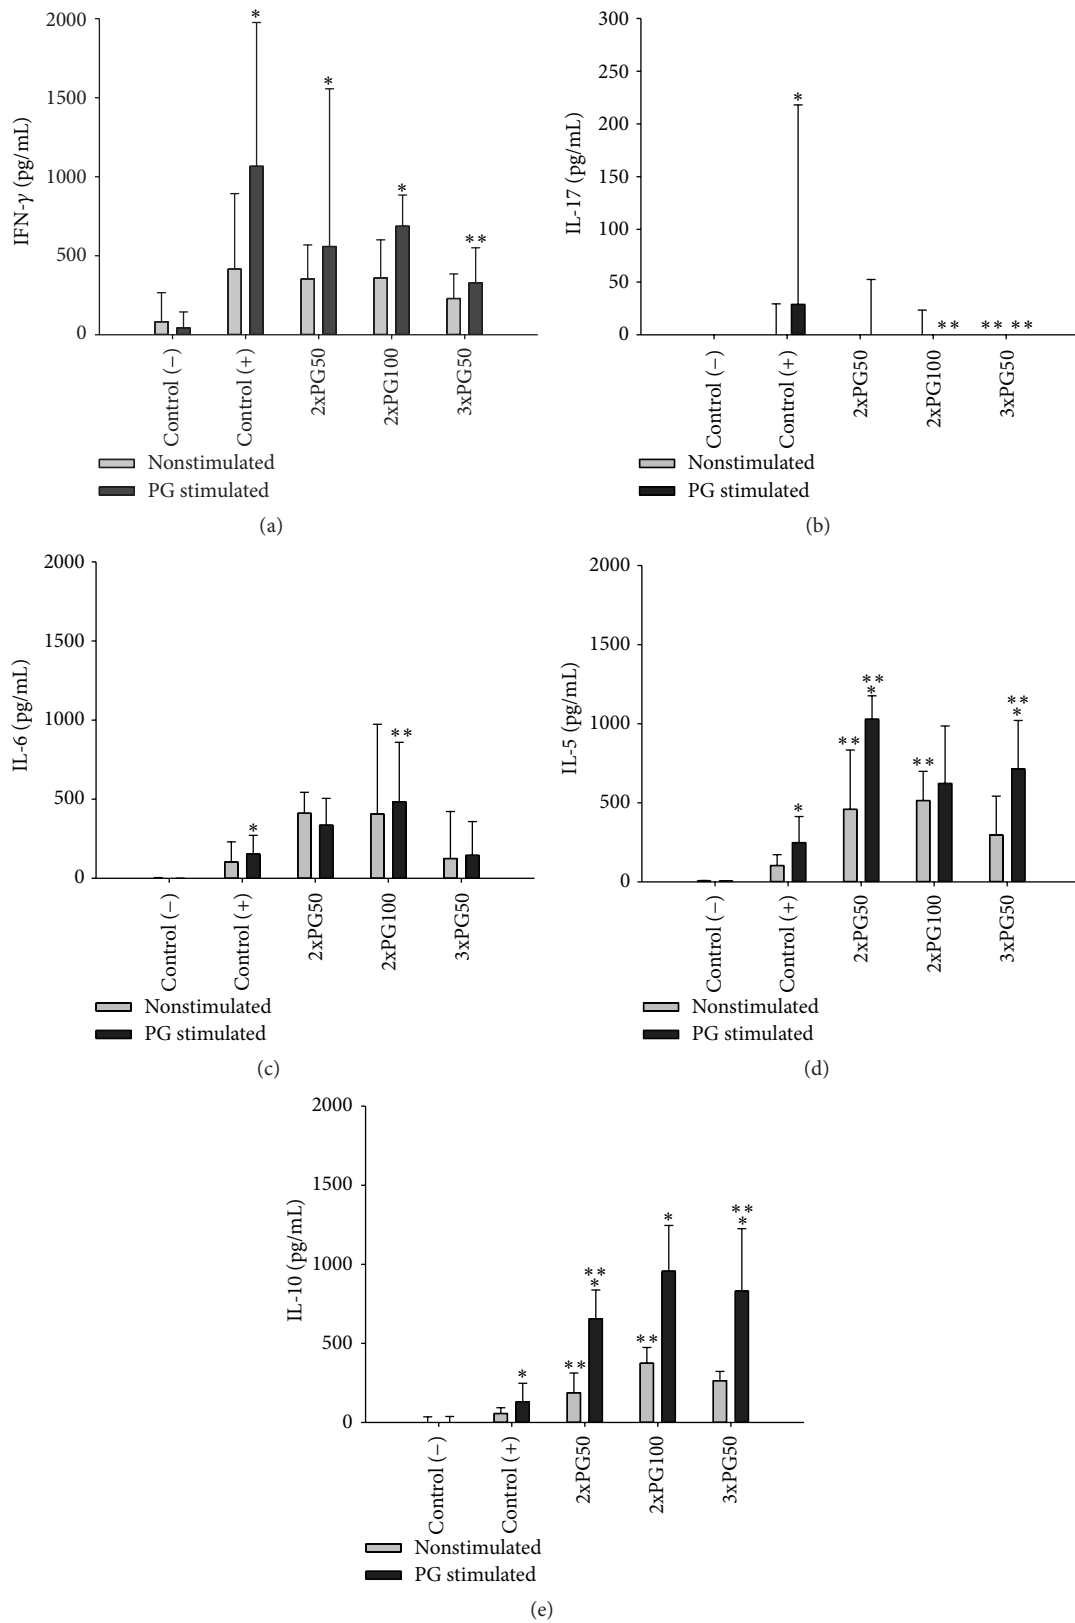 2000
1500
1000
500
0
IFN-γ (pg/mL)
*
*
*
**
Control (−)
Control (+)
2xPG50
2xPG100
3xPG50
Nonstimulated
PG stimulated
(a)
300
250
200
150
100
50
0
IL-17 (pg/mL)
*
**
**
**
Control (−)
Control (+)
2xPG50
2xPG100
3xPG50
Nonstimulated
PG stimulated
(b)
2000
1500
1000
500
0
IL-6 (pg/mL)
*
**
Control (−)
Control (+)
2xPG50
2xPG100
3xPG50
Nonstimulated
PG stimulated
(c)
2000
1500
1000
500
0
IL-5 (pg/mL)
*
**
**
*
**
**
*
Control (−)
Control (+)
2xPG50
2xPG100
3xPG50
Nonstimulated
PG stimulated
(d)
2000
1500
1000
500
0
IL-10 (pg/mL)
*
**
**
*
**
*
**
*
Control (−)
Control (+)
2xPG50
2xPG100
3xPG50
Nonstimulated
PG stimulated
(e)